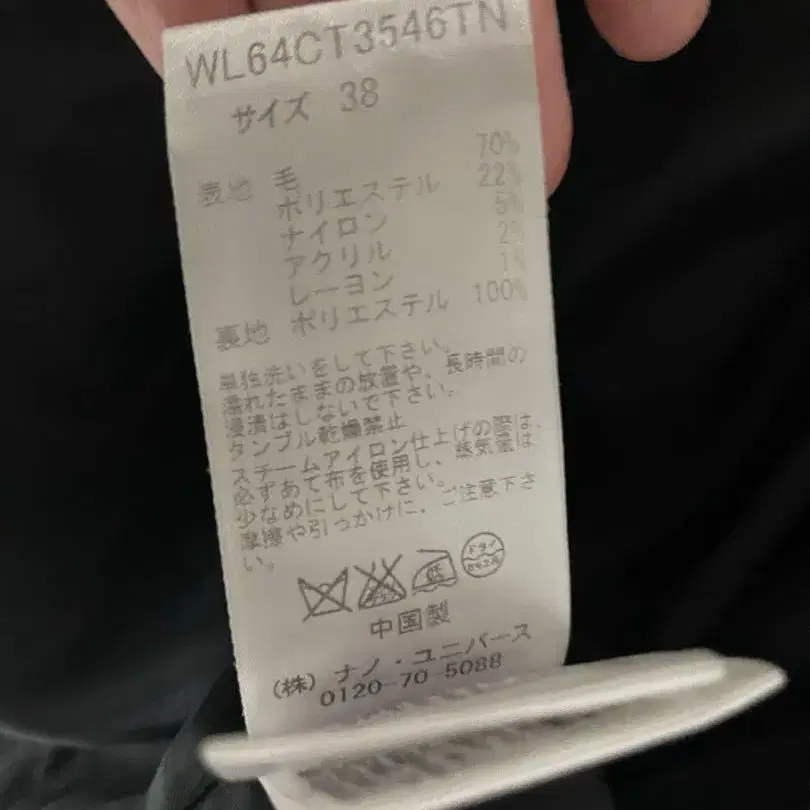 WL64CT3546TN
サイズ 38
70%
表地 毛 22%
ポリエステル 5%
ナイロン 2%
アクリル 1%
レーヨン
裏地 ポリエステル 100%
単独洗いをして下さい。
濡れたままの放置や、長時間の
浸漬はしないで下さい。
タンブル乾燥禁止
スチームアイロン仕上げの際は、
必ずあて布を使用し、蒸気量は
少なめにして下さい。
摩擦や引っかけに、ご注意下さ
い。
低 ドライ
中国製
(株) ナノ・ユニバース
0120-70-5088